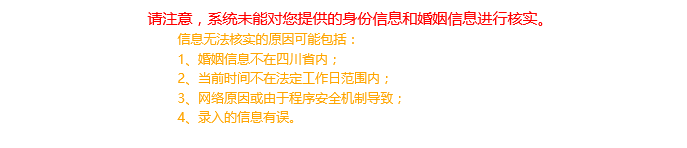 请注意，系统未能对您提供的身份信息和婚姻信息进行核实。
信息无法核实的原因可能包括：
1、婚姻信息不在四川省内；
2、当前时间不在法定工作日范围内；
3、网络原因或由于程序安全机制导致；
4、录入的信息有误。